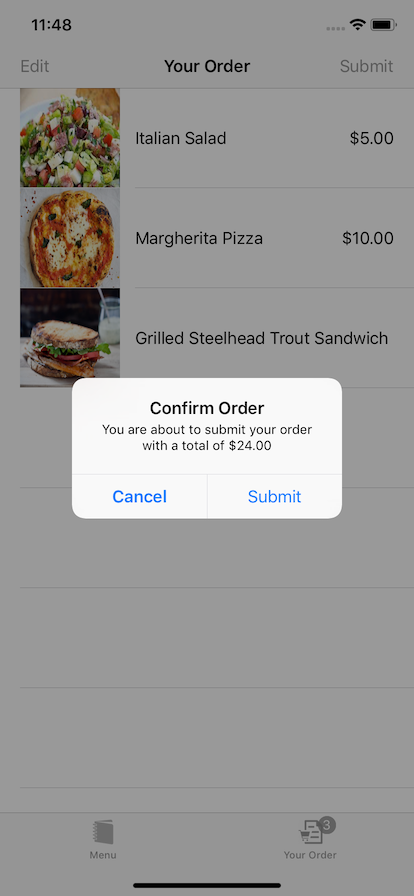 11:48
Edit
Your Order
Submit
Italian Salad
$5.00
Margherita Pizza
$10.00
Grilled Steelhead Trout Sandwich
Confirm Order
You are about to submit your order
with a total of $24.00
Cancel
Submit
3
Menu
Your Order